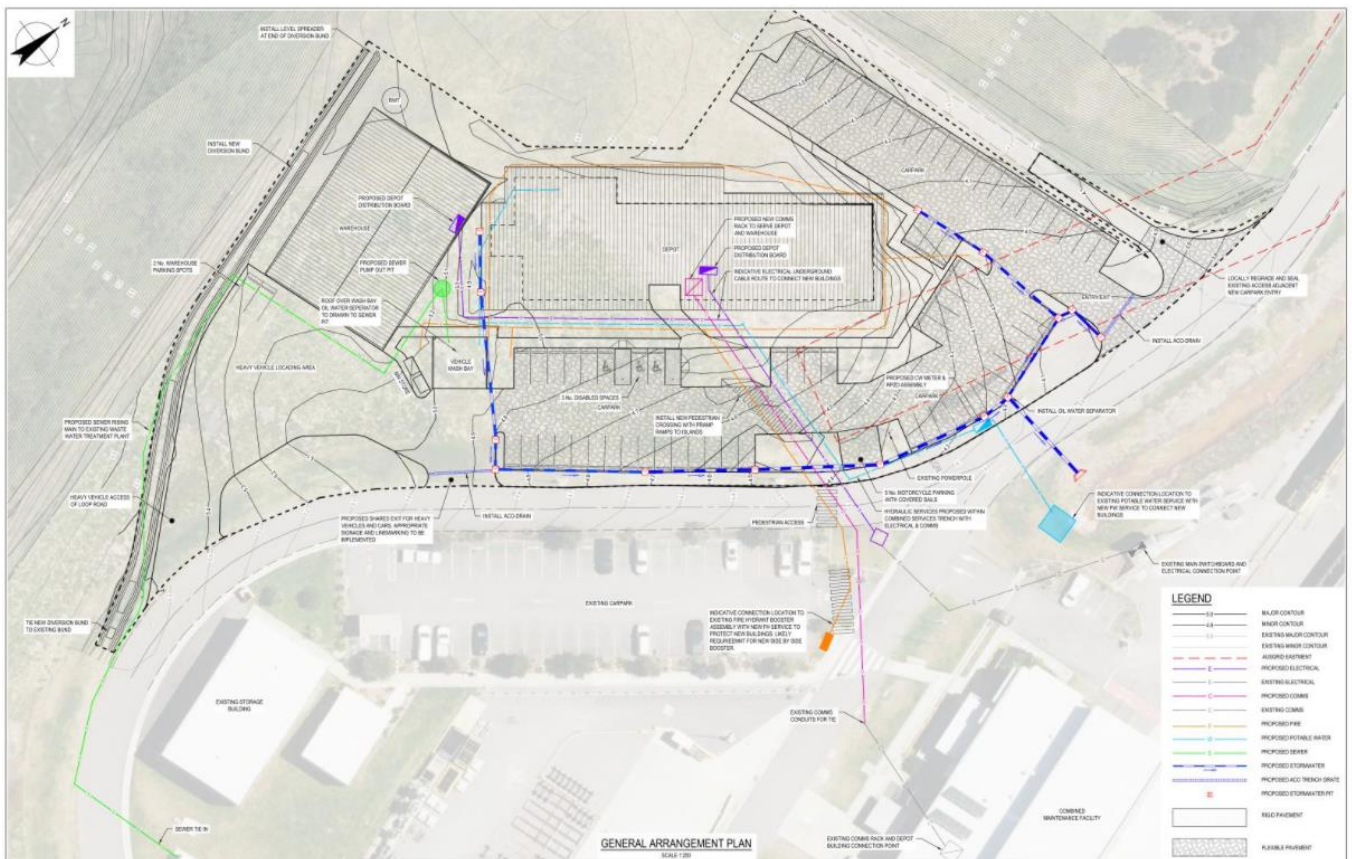 N
INSTALL LEVEL SPREADER
AT END OF DIVERSION BUND
INSTALL NEW
DIVERSION BUND
RWT
PROPOSED DEPOT
DISTRIBUTION BOARD
WAREHOUSE
PROPOSED SEWER
PUMP OUT PIT
2 No. WAREHOUSE
PARKING SPOTS
ROOF OVER WASH BAY
OIL WATER SEPERATOR
TO DRAWN TO SEWER
PIT
HEAVY VEHICLE LOCADING AREA
VEHICLE
WASH BAY
PROPOSED SEWER RISING
MAIN TO EXISTING WASTE
WATER TREATMENT PLANT
HEAVY VEHICLE ACCESS
OF LOOP ROAD
TIE NEW DIVERSION BUND
TO EXISTING BUND
DEPOT
PROPOSED NEW COMMS
RACK TO SERVE DEPOT
AND WAREHOUSE
PROPOSED DEPOT
DISTRIBUTION BOARD
INDICATIVE ELECTRICAL UNDERGROUND
CABLE ROUTE TO CONNECT NEW BUILDINGS
CARPARK
ENTRY/EXIT
LOCALLY REGRADE AND SEAL
EXISTING ACCESS ADJACENT
NEW CARPARK ENTRY
INSTALL ACO-DRAIN
3 No. DISABLED SPACES
CARPARK
INSTALL NEW PEDESTRIAN
CROSSING WITH PRAMP
RAMPS TO ISLANDS
PROPOSED CW METER &
RPZD ASSEMBLY
CARPARK
INSTALL OIL WATER SEPARATOR
EXISTING POWERPOLE
MOTORCYCLE PARKING
WITH COVERED SAILS
HYDRAULIC SERVICES PROPOSED WITHIN
COMBINED SERVICES TRENCH WITH
ELECTRICAL & COMMS
PEDESTRIAN ACCESS
INDICATIVE CONNECTION LOCATION TO
EXISTING POTABLE WATER SERVICE WITH
NEW PW SERVICE TO CONNECT NEW
BUILDINGS
EXISTING MAIN SWITCHBOARD AND
ELECTRICAL CONNECTION POINT
PROPOSED SHARED EXIT FOR HEAVY
VEHICLES AND CARS. APPROPRIATE
SIGNAGE AND LINEMARKING TO BE
IMPLEMENTED
INSTALL ACO-DRAIN
EXISTING CARPARK
INDICATIVE CONNECTION LOCATION TO
EXISTING FIRE HYDRANT BOOSTER
ASSEMBLY WITH NEW FH SERVICE TO
PROTECT NEW BUILDINGS. LIKELY
FOR NEW SIDE BY SIDE
BOOSTER.
EXISTING STORAGE
BUILDING
EXISTING COMMS
CONDUITS FOR TIE
SEWER TIE IN
COMBINED
MAINTENANCE FACILITY
EXISTING COMMS RACK AND DEPOT
BUILDING CONNECTION POINT
GENERAL ARRANGEMENT PLAN
SCALE 1:250
LEGEND
MAJOR CONTOUR
MINOR CONTOUR
EXISTING MAJOR CONTOUR
EXISTING MINOR CONTOUR
AUSGRID EASTMENT
E PROPOSED ELECTRICAL
EXISTING ELECTRICAL
C PROPOSED COMMS
EXISTING COMMS
F PROPOSED FIRE
W PROPOSED POTABLE WATER
S PROPOSED SEWER
PROPOSED STORMWATER
PROPOSED ACO TRENCH GRATE
PROPOSED STORMWATER PIT
RIGID PAVEMENT
FLEXIBLE PAVEMENT